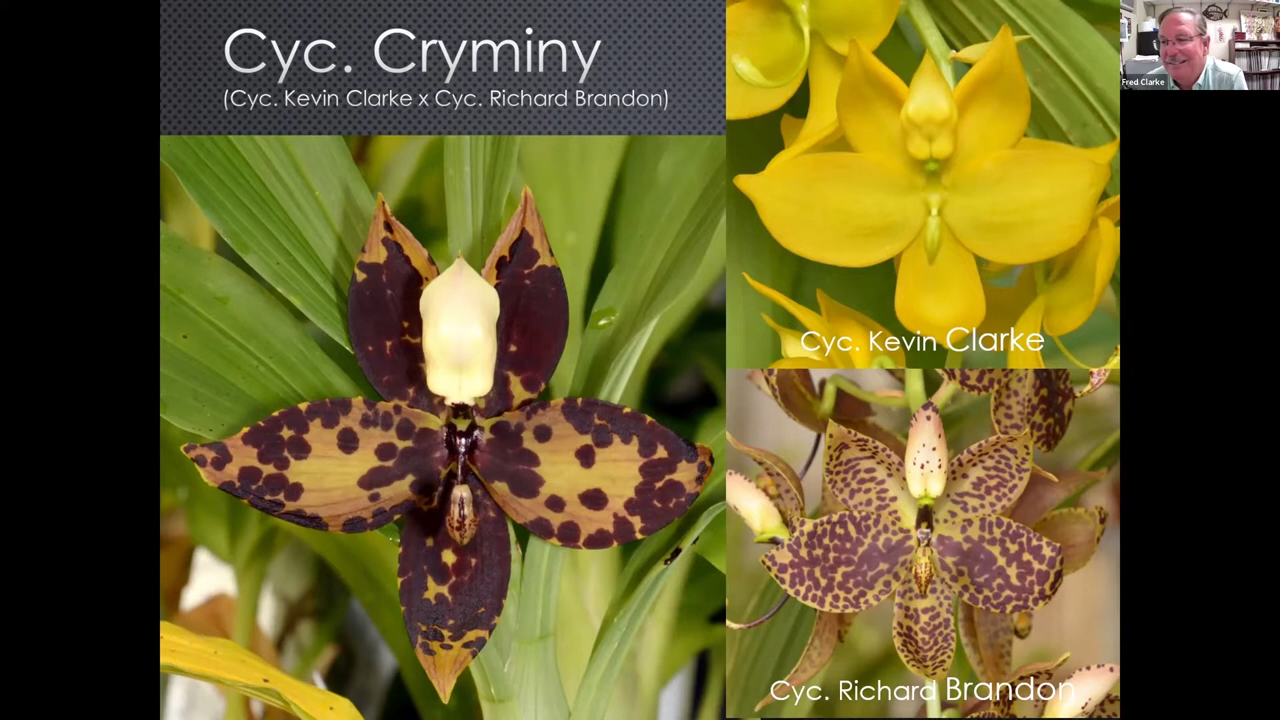 Cyc. Cryminy
(Cyc. Kevin Clarke x Cyc. Richard Brandon)
Cyc. Kevin Clarke
Cyc. Richard Brandon
Fred Clarke